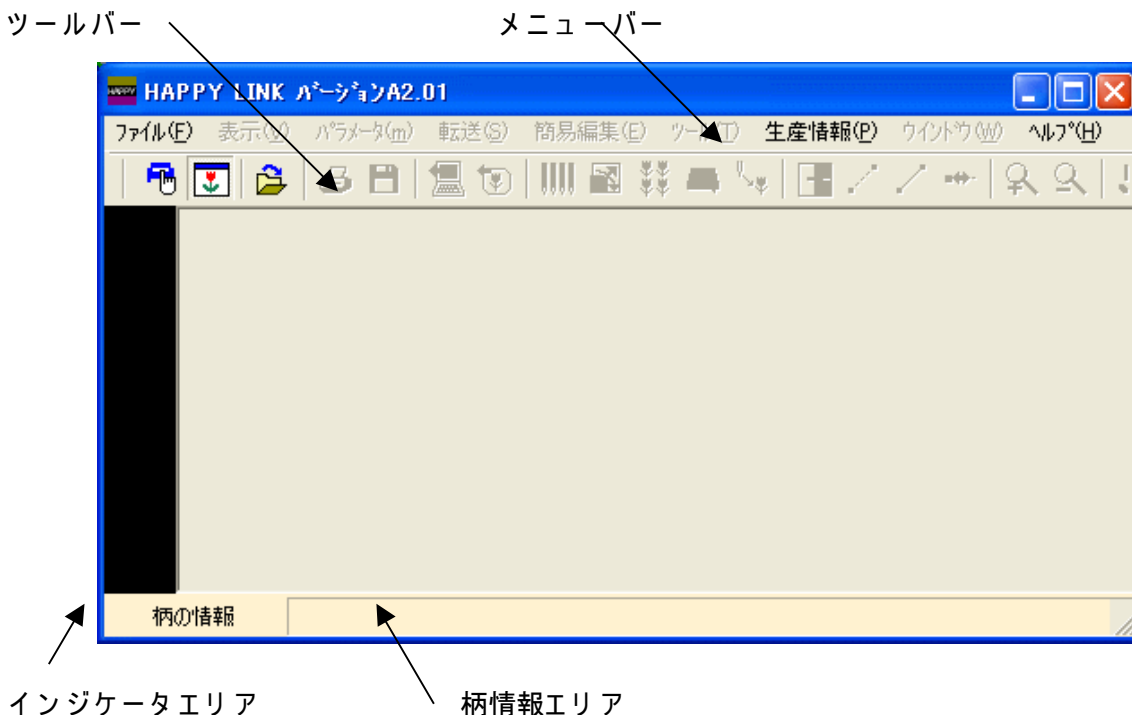 ツールバー メニューバー
HAPPY HAPPY LINK バージョンA2.01
ファイル(F) 表示(V) パラメータ(m) 転送(S) 簡易編集(E) ツール(T) 生産情報(P) ウインドウ(W) ヘルプ(H)
柄の情報
インジケータエリア 柄情報エリア